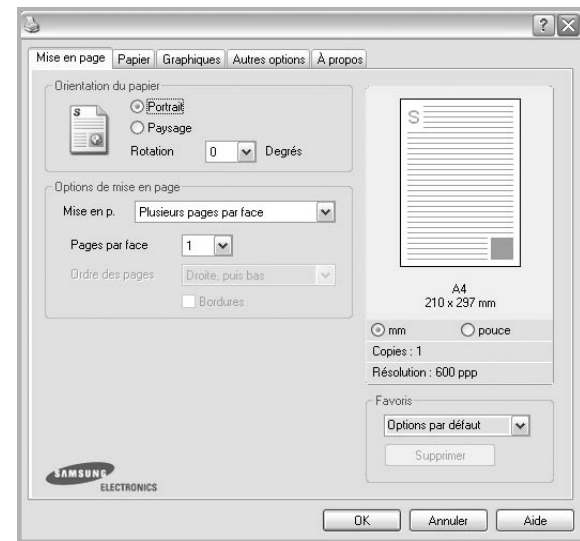 Mise en page Papier Graphiques Autres options À propos
Orientation du papier
S
Portrait
Paysage
Rotation 0 Degrés
Options de mise en page
Mise en p. Plusieurs pages par face
Pages par face 1
Ordre des pages Droite, puis bas
Bordures
S
A4
210 x 297 mm
mm pouce
Copies : 1
Résolution : 600 ppp
Favoris
Options par défaut
Supprimer
SAMSUNG
ELECTRONICS
OK Annuler Aide